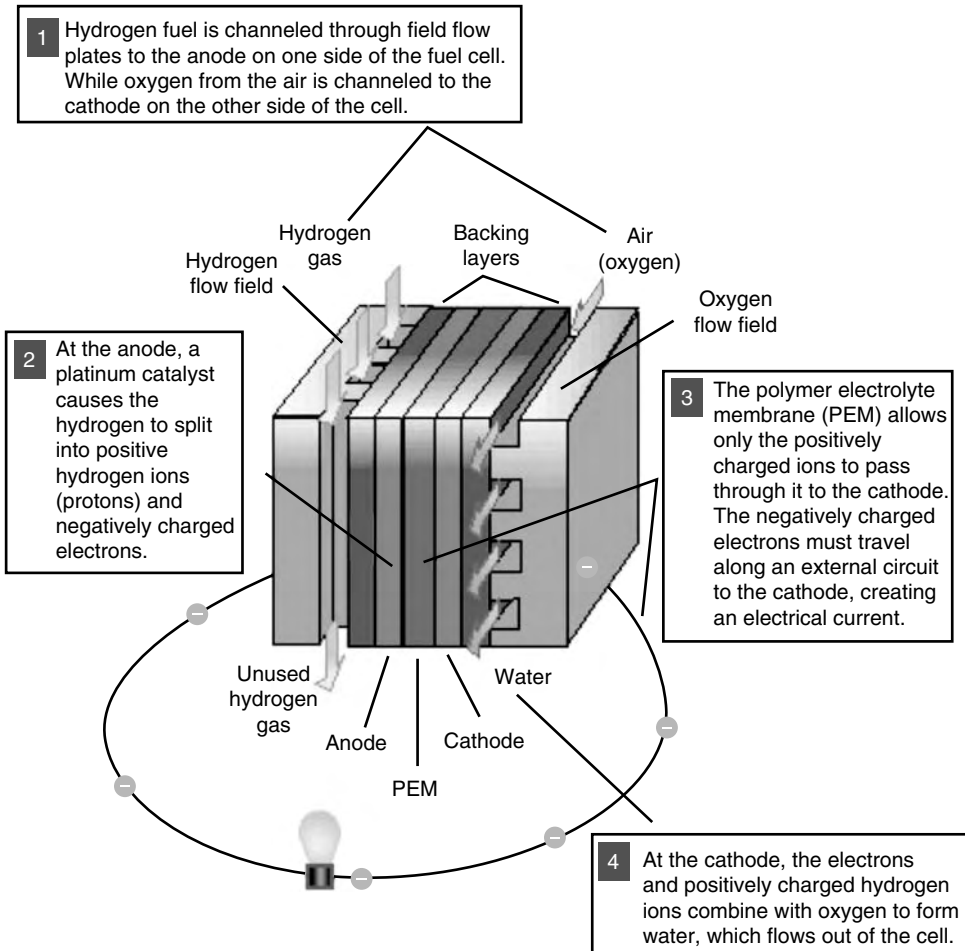 1 Hydrogen fuel is channeled through field flow
plates to the anode on one side of the fuel cell.
While oxygen from the air is channeled to the
cathode on the other side of the cell.
Hydrogen
gas
Hydrogen
flow field
Backing
layers
Air
(oxygen)
Oxygen
flow field
2 At the anode, a
platinum catalyst
causes the
hydrogen to split
into positive
hydrogen ions
(protons) and
negatively charged
electrons.
3 The polymer electrolyte
membrane (PEM) allows
only the positively
charged ions to pass
through it to the cathode.
The negatively charged
electrons must travel
along an external circuit
to the cathode, creating
an electrical current.
Unused
hydrogen
gas
Anode
PEM
Cathode
Water
4 At the cathode, the electrons
and positively charged hydrogen
ions combine with oxygen to form
water, which flows out of the cell.